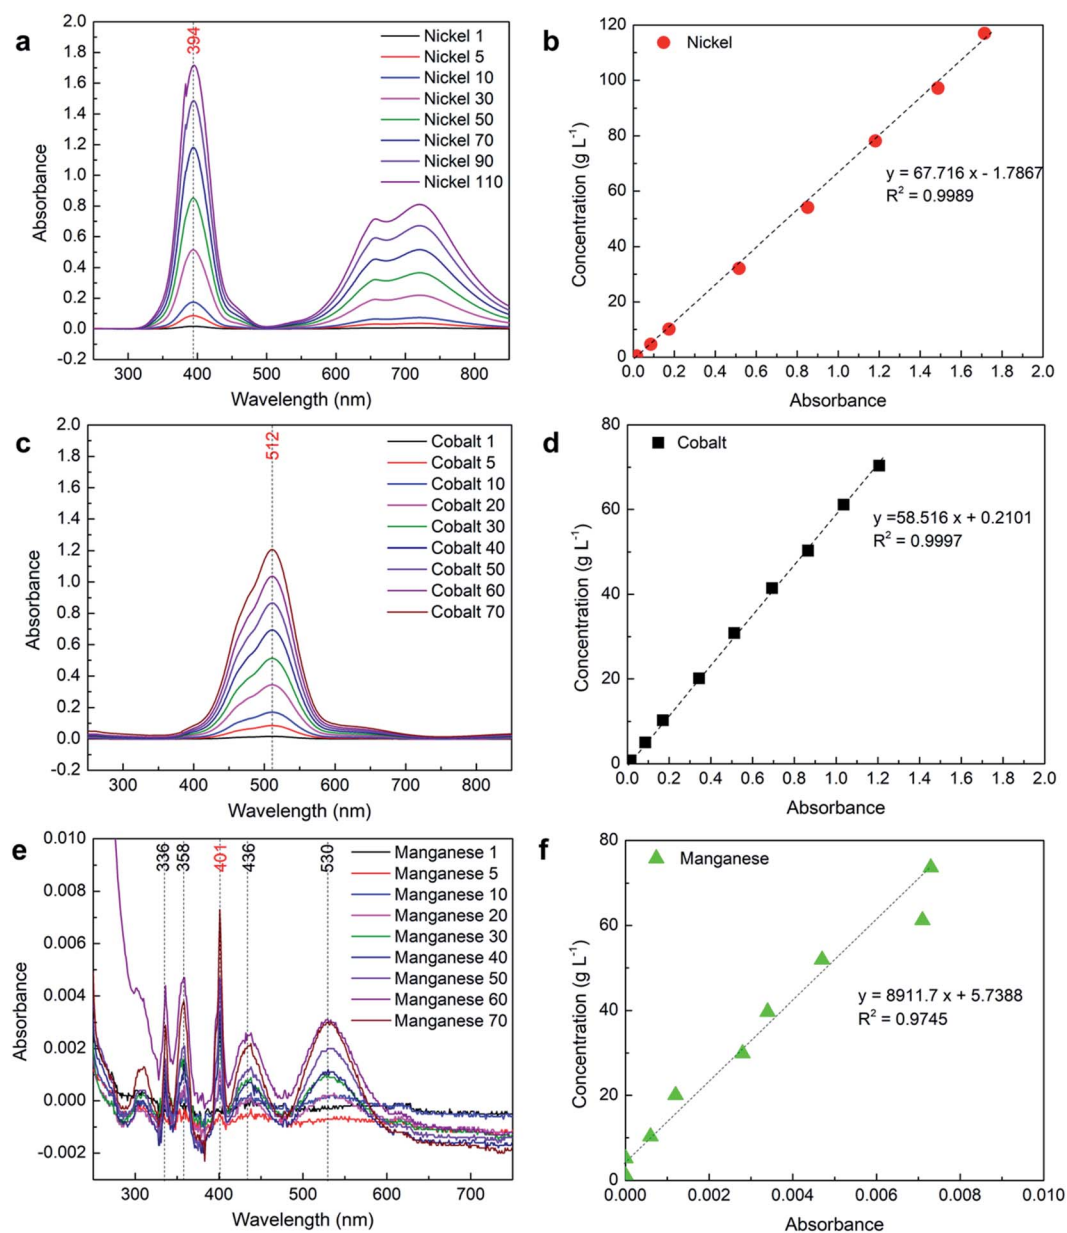 a
2.0
1.8
1.6
1.4
1.2
1.0
0.8
0.6
0.4
0.2
0.0
-0.2
Absorbance
394
Nickel 1
Nickel 5
Nickel 10
Nickel 30
Nickel 50
Nickel 70
Nickel 90
Nickel 110
300 400 500 600 700 800
Wavelength (nm)
b
120
100
80
60
40
20
0
Concentration (g L⁻¹)
Nickel
y = 67.716 x - 1.7867
R² = 0.9989
0.0 0.2 0.4 0.6 0.8 1.0 1.2 1.4 1.6 1.8 2.0
Absorbance
c
2.0
1.8
1.6
1.4
1.2
1.0
0.8
0.6
0.4
0.2
0.0
-0.2
Absorbance
512
Cobalt 1
Cobalt 5
Cobalt 10
Cobalt 20
Cobalt 30
Cobalt 40
Cobalt 50
Cobalt 60
Cobalt 70
300 400 500 600 700
Wavelength (nm)
d
80
60
40
20
0
Concentration (g L⁻¹)
Cobalt
y =58.516 x + 0.2101
R² = 0.9997
0.0 0.2 0.4 0.6 0.8 1.0 1.2 1.4 1.6 1.8 2.0
Absorbance
e
0.010
0.008
0.006
0.004
0.002
0.000
-0.002
Absorbance
336
358
401
436
530
Manganese 1
Manganese 5
Manganese 10
Manganese 20
Manganese 30
Manganese 40
Manganese 50
Manganese 60
Manganese 70
300 400 500 600 700
Wavelength (nm)
f
80
60
40
20
0
Concentration (g L⁻¹)
Manganese
y = 8911.7 x + 5.7388
R² = 0.9745
0.000 0.002 0.004 0.006 0.008 0.010
Absorbance